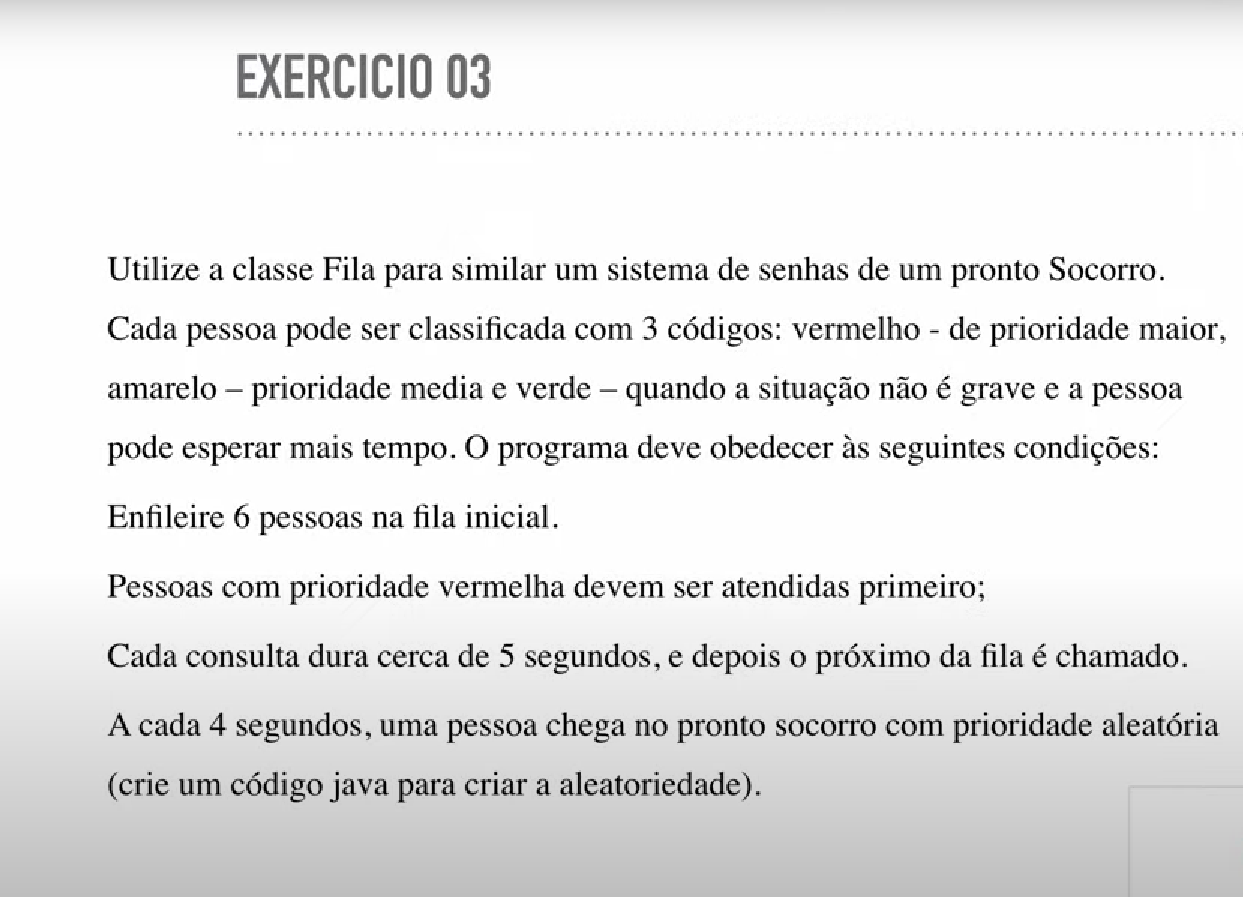 EXERCICIO 03
Utilize a classe Fila para similar um sistema de senhas de um pronto Socorro.
Cada pessoa pode ser classificada com 3 códigos: vermelho - de prioridade maior,
amarelo – prioridade media e verde – quando a situação não é grave e a pessoa
pode esperar mais tempo. O programa deve obedecer às seguintes condições:
Enfileire 6 pessoas na fila inicial.
Pessoas com prioridade vermelha devem ser atendidas primeiro;
Cada consulta dura cerca de 5 segundos, e depois o próximo da fila é chamado.
A cada 4 segundos, uma pessoa chega no pronto socorro com prioridade aleatória
(crie um código java para criar a aleatoriedade).